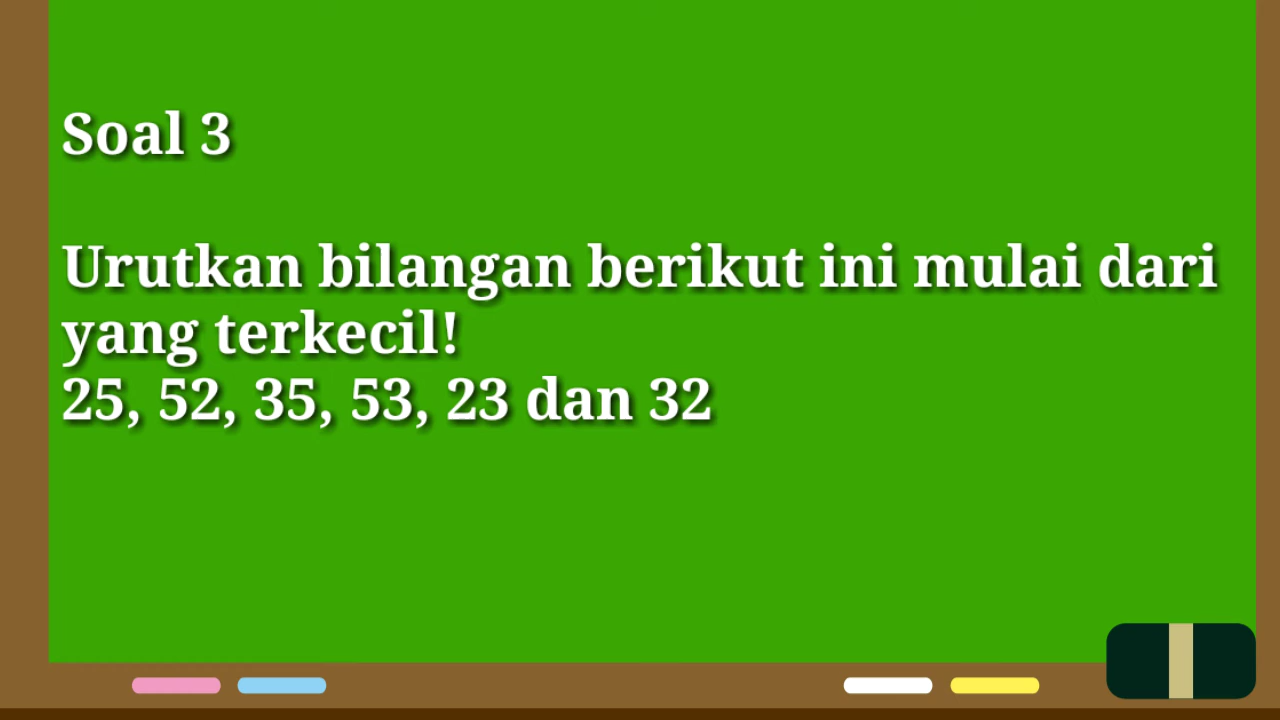 Soal 3
Urutkan bilangan berikut ini mulai dari
yang terkecil!
25, 52, 35, 53, 23 dan 32